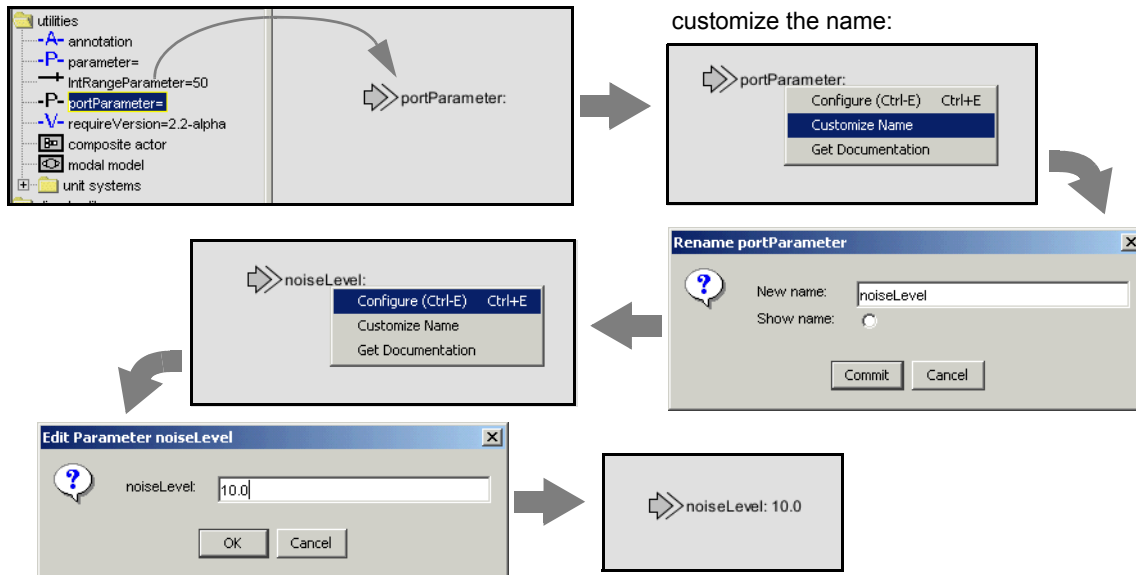 utilities
-A- annotation
-P- parameter=
IntRangeParameter=50
-P- portParameter=
-V- requireVersion=2.2-alpha
composite actor
modal model
unit systems
portParameter:
customize the name:
portParameter:
Configure (Ctrl-E) Ctrl+E
Customize Name
Get Documentation
Rename portParameter
New name: noiseLevel
Show name:
Commit Cancel
noiseLevel:
Configure (Ctrl-E) Ctrl+E
Customize Name
Get Documentation
Edit Parameter noiseLevel
noiseLevel: 10.0
OK Cancel
noiseLevel: 10.0